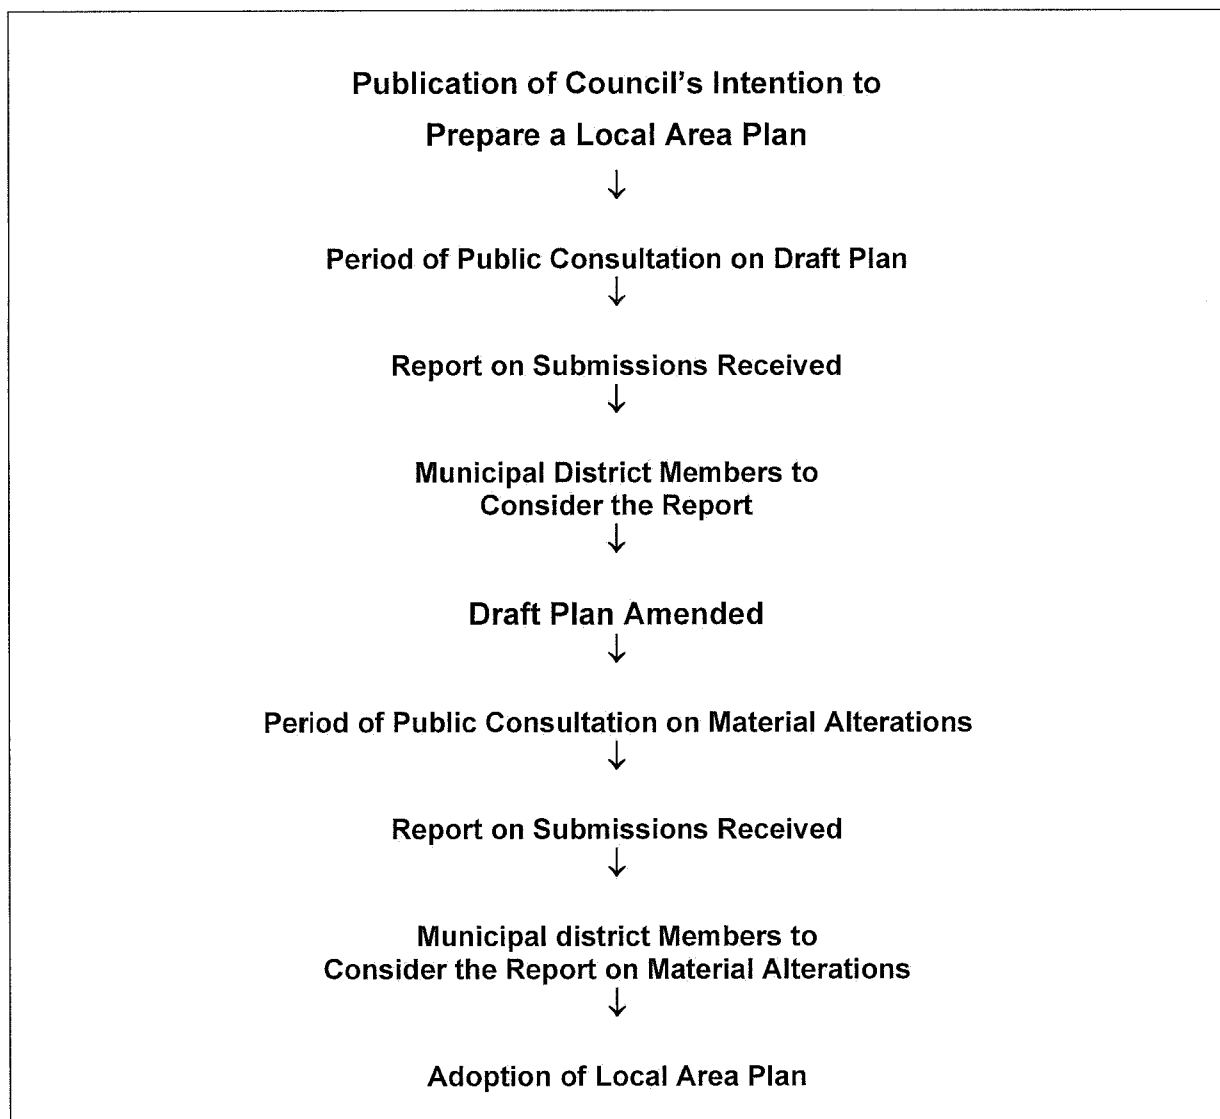 Publication of Council's Intention to
Prepare a Local Area Plan
↓
Period of Public Consultation on Draft Plan
↓
Report on Submissions Received
↓
Municipal District Members to
Consider the Report
↓
Draft Plan Amended
↓
Period of Public Consultation on Material Alterations
↓
Report on Submissions Received
↓
Municipal district Members to
Consider the Report on Material Alterations
↓
Adoption of Local Area Plan